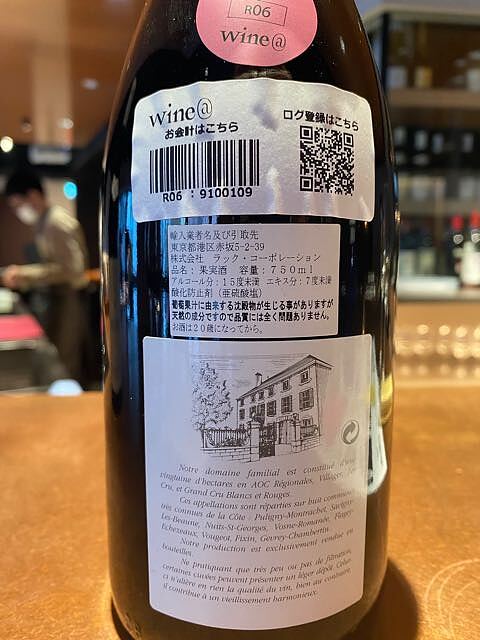 R06
wine@
wine@
お会計はこちら
ログ登録はこちら
R06 : 9100109
輸入業者名及び引取先
東京都港区赤坂5-2-39
株式会社 ラック・コーポレーション
品名:果実酒 容量:750ml
アルコール分:15度未満 エキス分:7度未満
酸化防止剤(亜硫酸塩)
葡萄果汁に由来する沈殿物が生じる事がありますが
天然の成分ですので品質には全く問題ありません。
お酒は20歳になってから。
Notre domaine familial est constitué d'une
vingtaine d'hectares en AOC Régionales, Villages, 1er
Cru, et Grand Cru Blancs et Rouges.
Ces appellations sont réparties sur huit communes
très connues de la Côte : Puligny-Montrachet, Savigny-
Les-Beaune, Nuits-St-Georges, Vosne-Romanée, Flagey-
Echezeaux, Vougeot, Fixin, Gevrey-Chambertin.
Notre production est exclusivement vendue en
bouteilles.
Ne pratiquant que très peu ou pas de filtration,
certaines cuvées peuvent présenter un léger dépôt. Celui-
ci n'altère en rien la qualité du vin, bien au contraire,
il contribue à un vieillissement harmonieux.